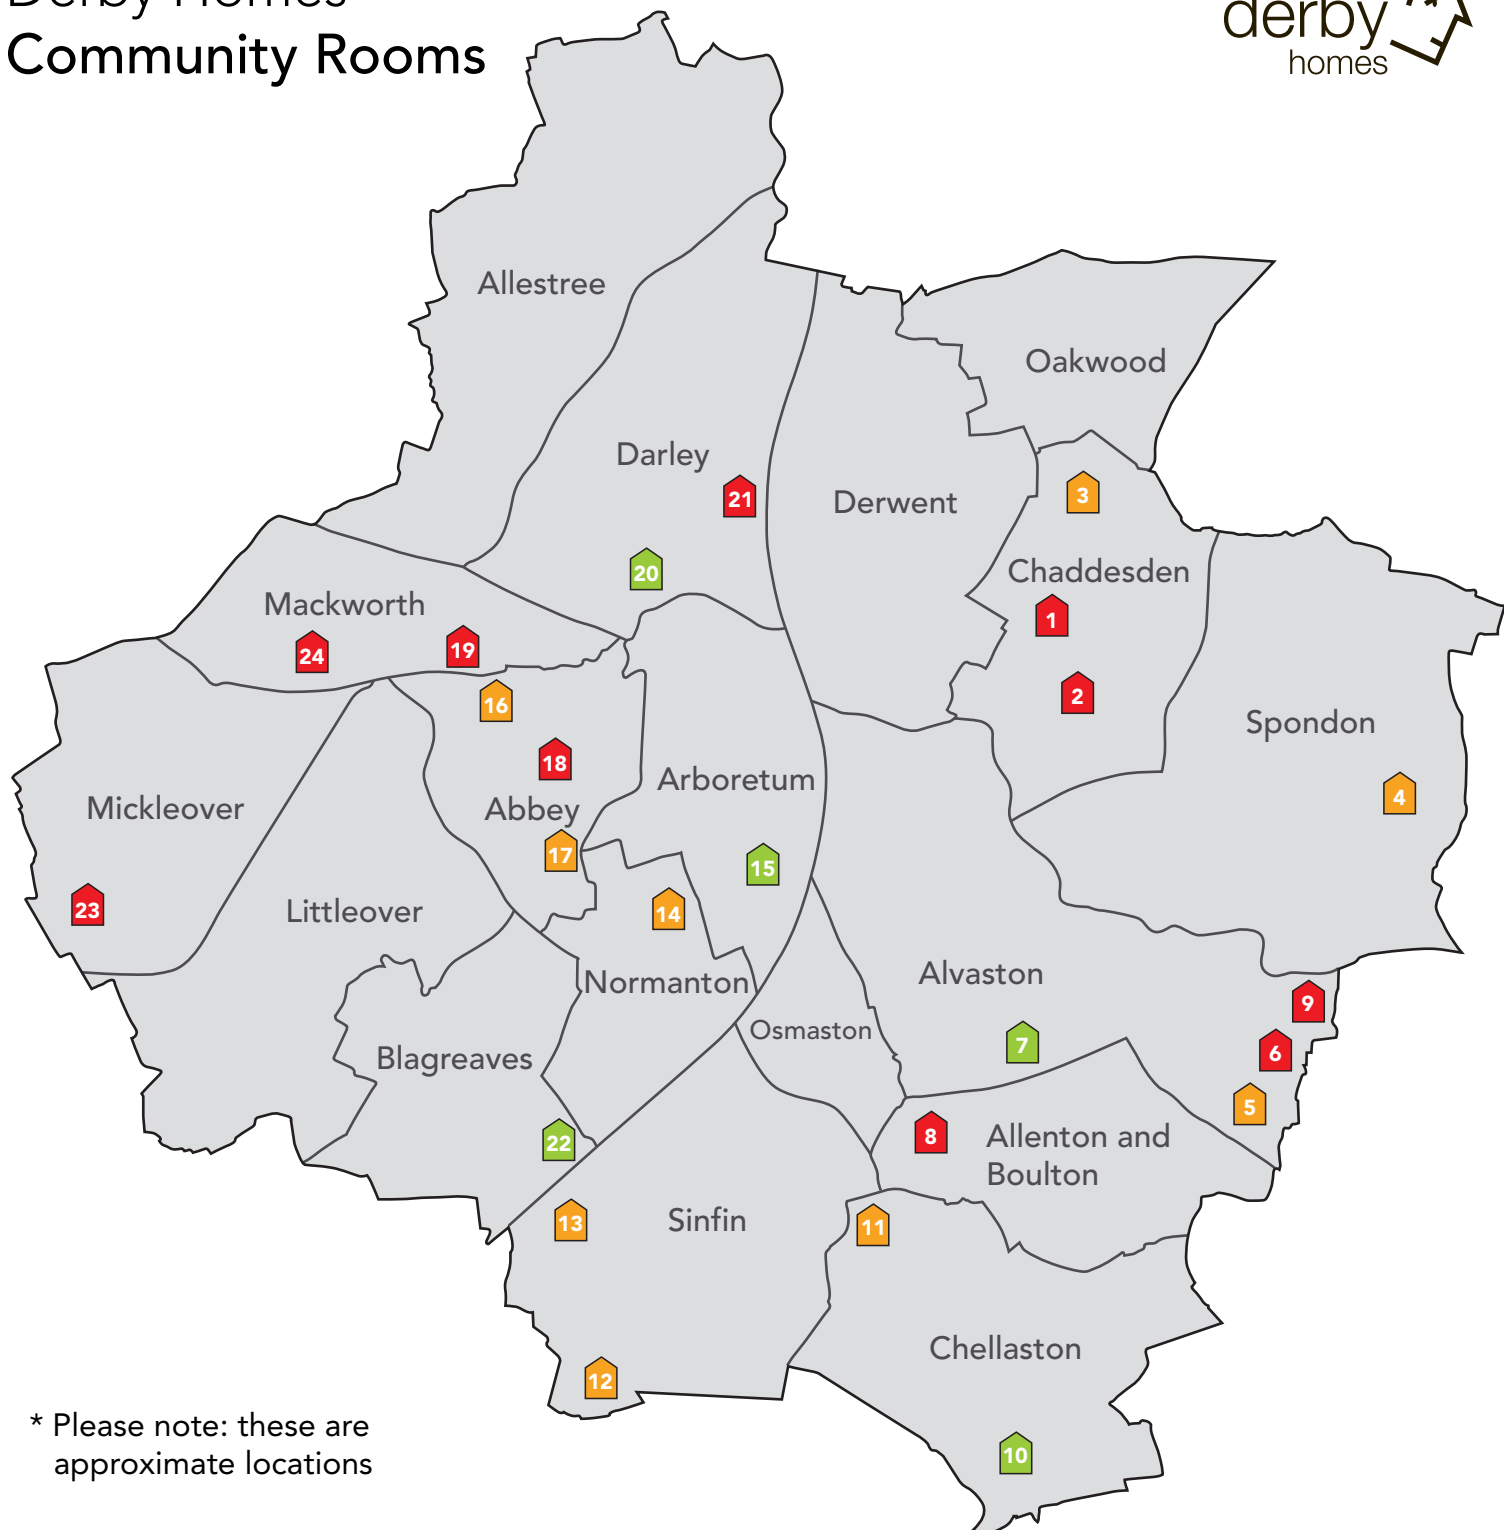 Derby Homes
Community Rooms
derby
homes
Allestree
Oakwood
Darley
21
3
Derwent
20
Chaddesden
Mackworth
1
24
19
2
16
Spondon
18
Arboretum
4
Mickleover
Abbey
17
15
23
Littleover
14
Alvaston
Normanton
9
Osmaston
7
6
Blagreaves
5
22
8
Allenton and
Boulton
13
Sinfin
11
Chellaston
12
* Please note: these are
approximate locations
10